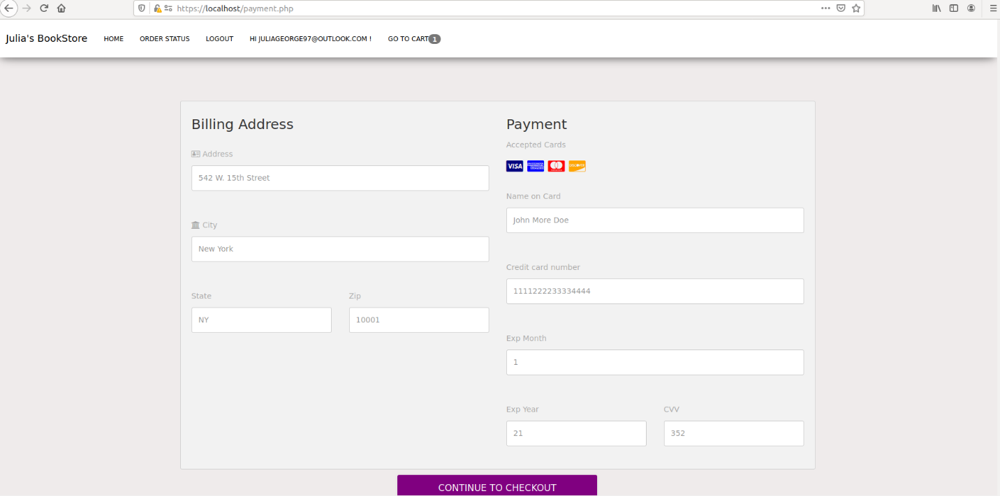 https://localhost/payment.php
Julia's BookStore HOME ORDER STATUS LOGOUT HI JULIAGEORGE97@OUTLOOK.COM ! GO TO CART 1
Billing Address
Address
542 W. 15th Street
City
New York
State Zip
NY 10001
Payment
Accepted Cards
VISA DISCOVER
Name on Card
John More Doe
Credit card number
1111222233334444
Exp Month
1
Exp Year CVV
21 352
CONTINUE TO CHECKOUT